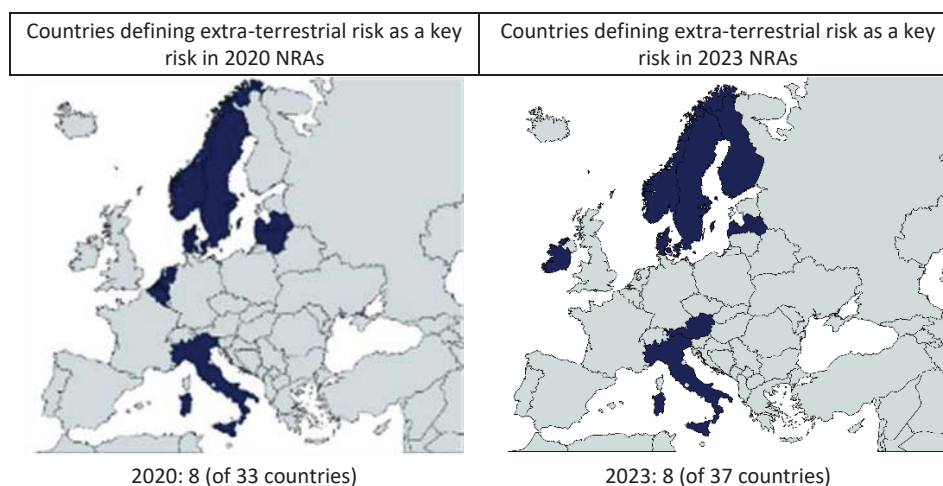 Countries defining extra-terrestrial risk as a key
risk in 2020 NRAs
Countries defining extra-terrestrial risk as a key
risk in 2023 NRAs
2020: 8 (of 33 countries)
2023: 8 (of 37 countries)